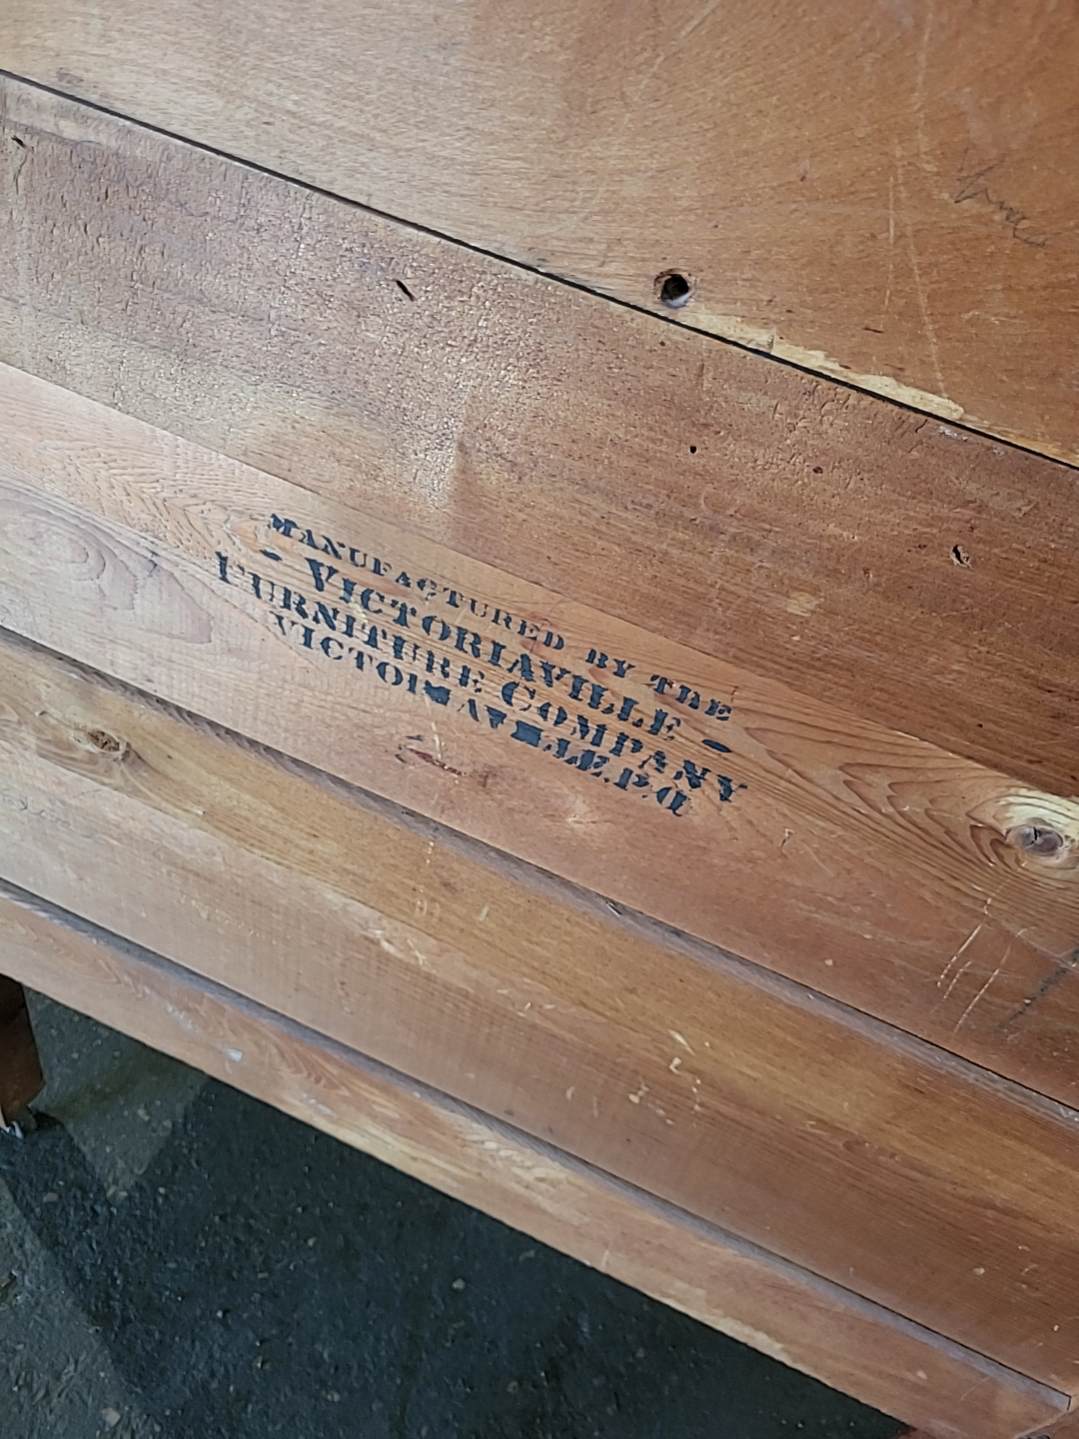 MANUFACTURED BY THE
- VICTORIAVILLE -
FURNITURE COMPANY
VICTORIAVILLE P.Q